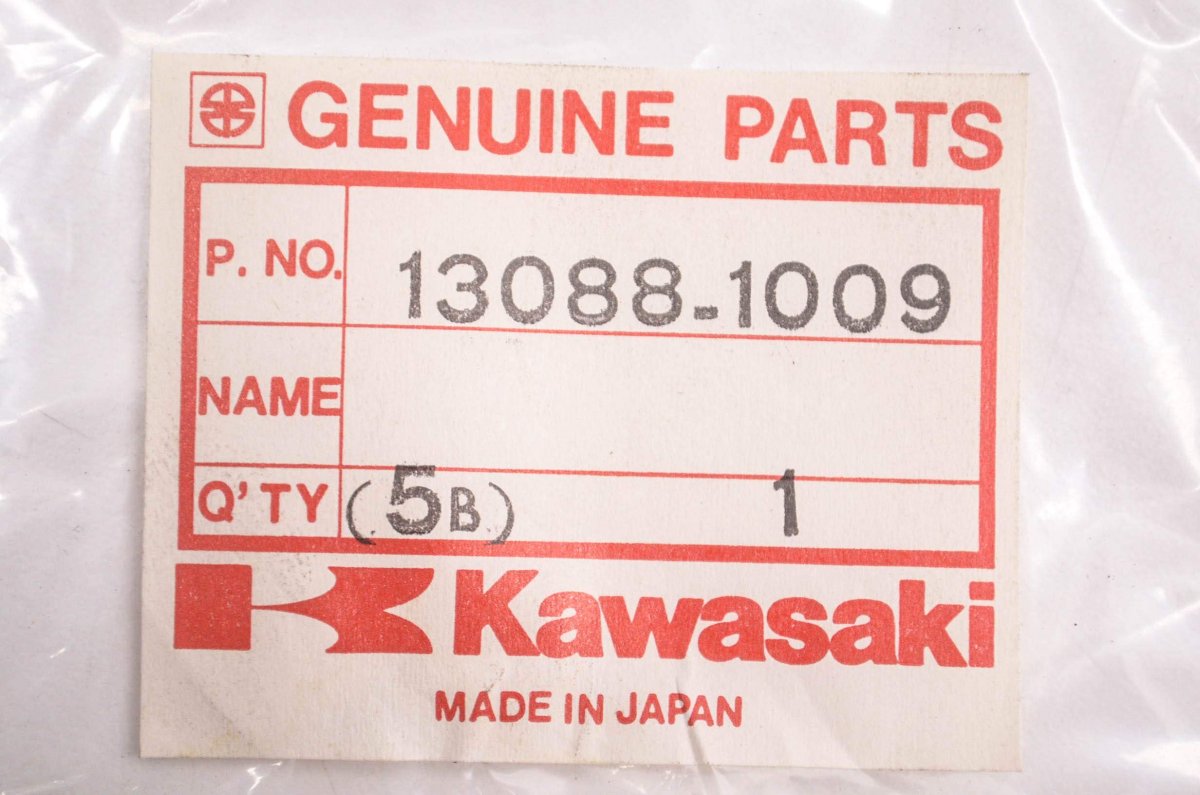 GENUINE PARTS
P. NO. 13088-1009
NAME
Q'TY (5B) 1
Kawasaki
MADE IN JAPAN